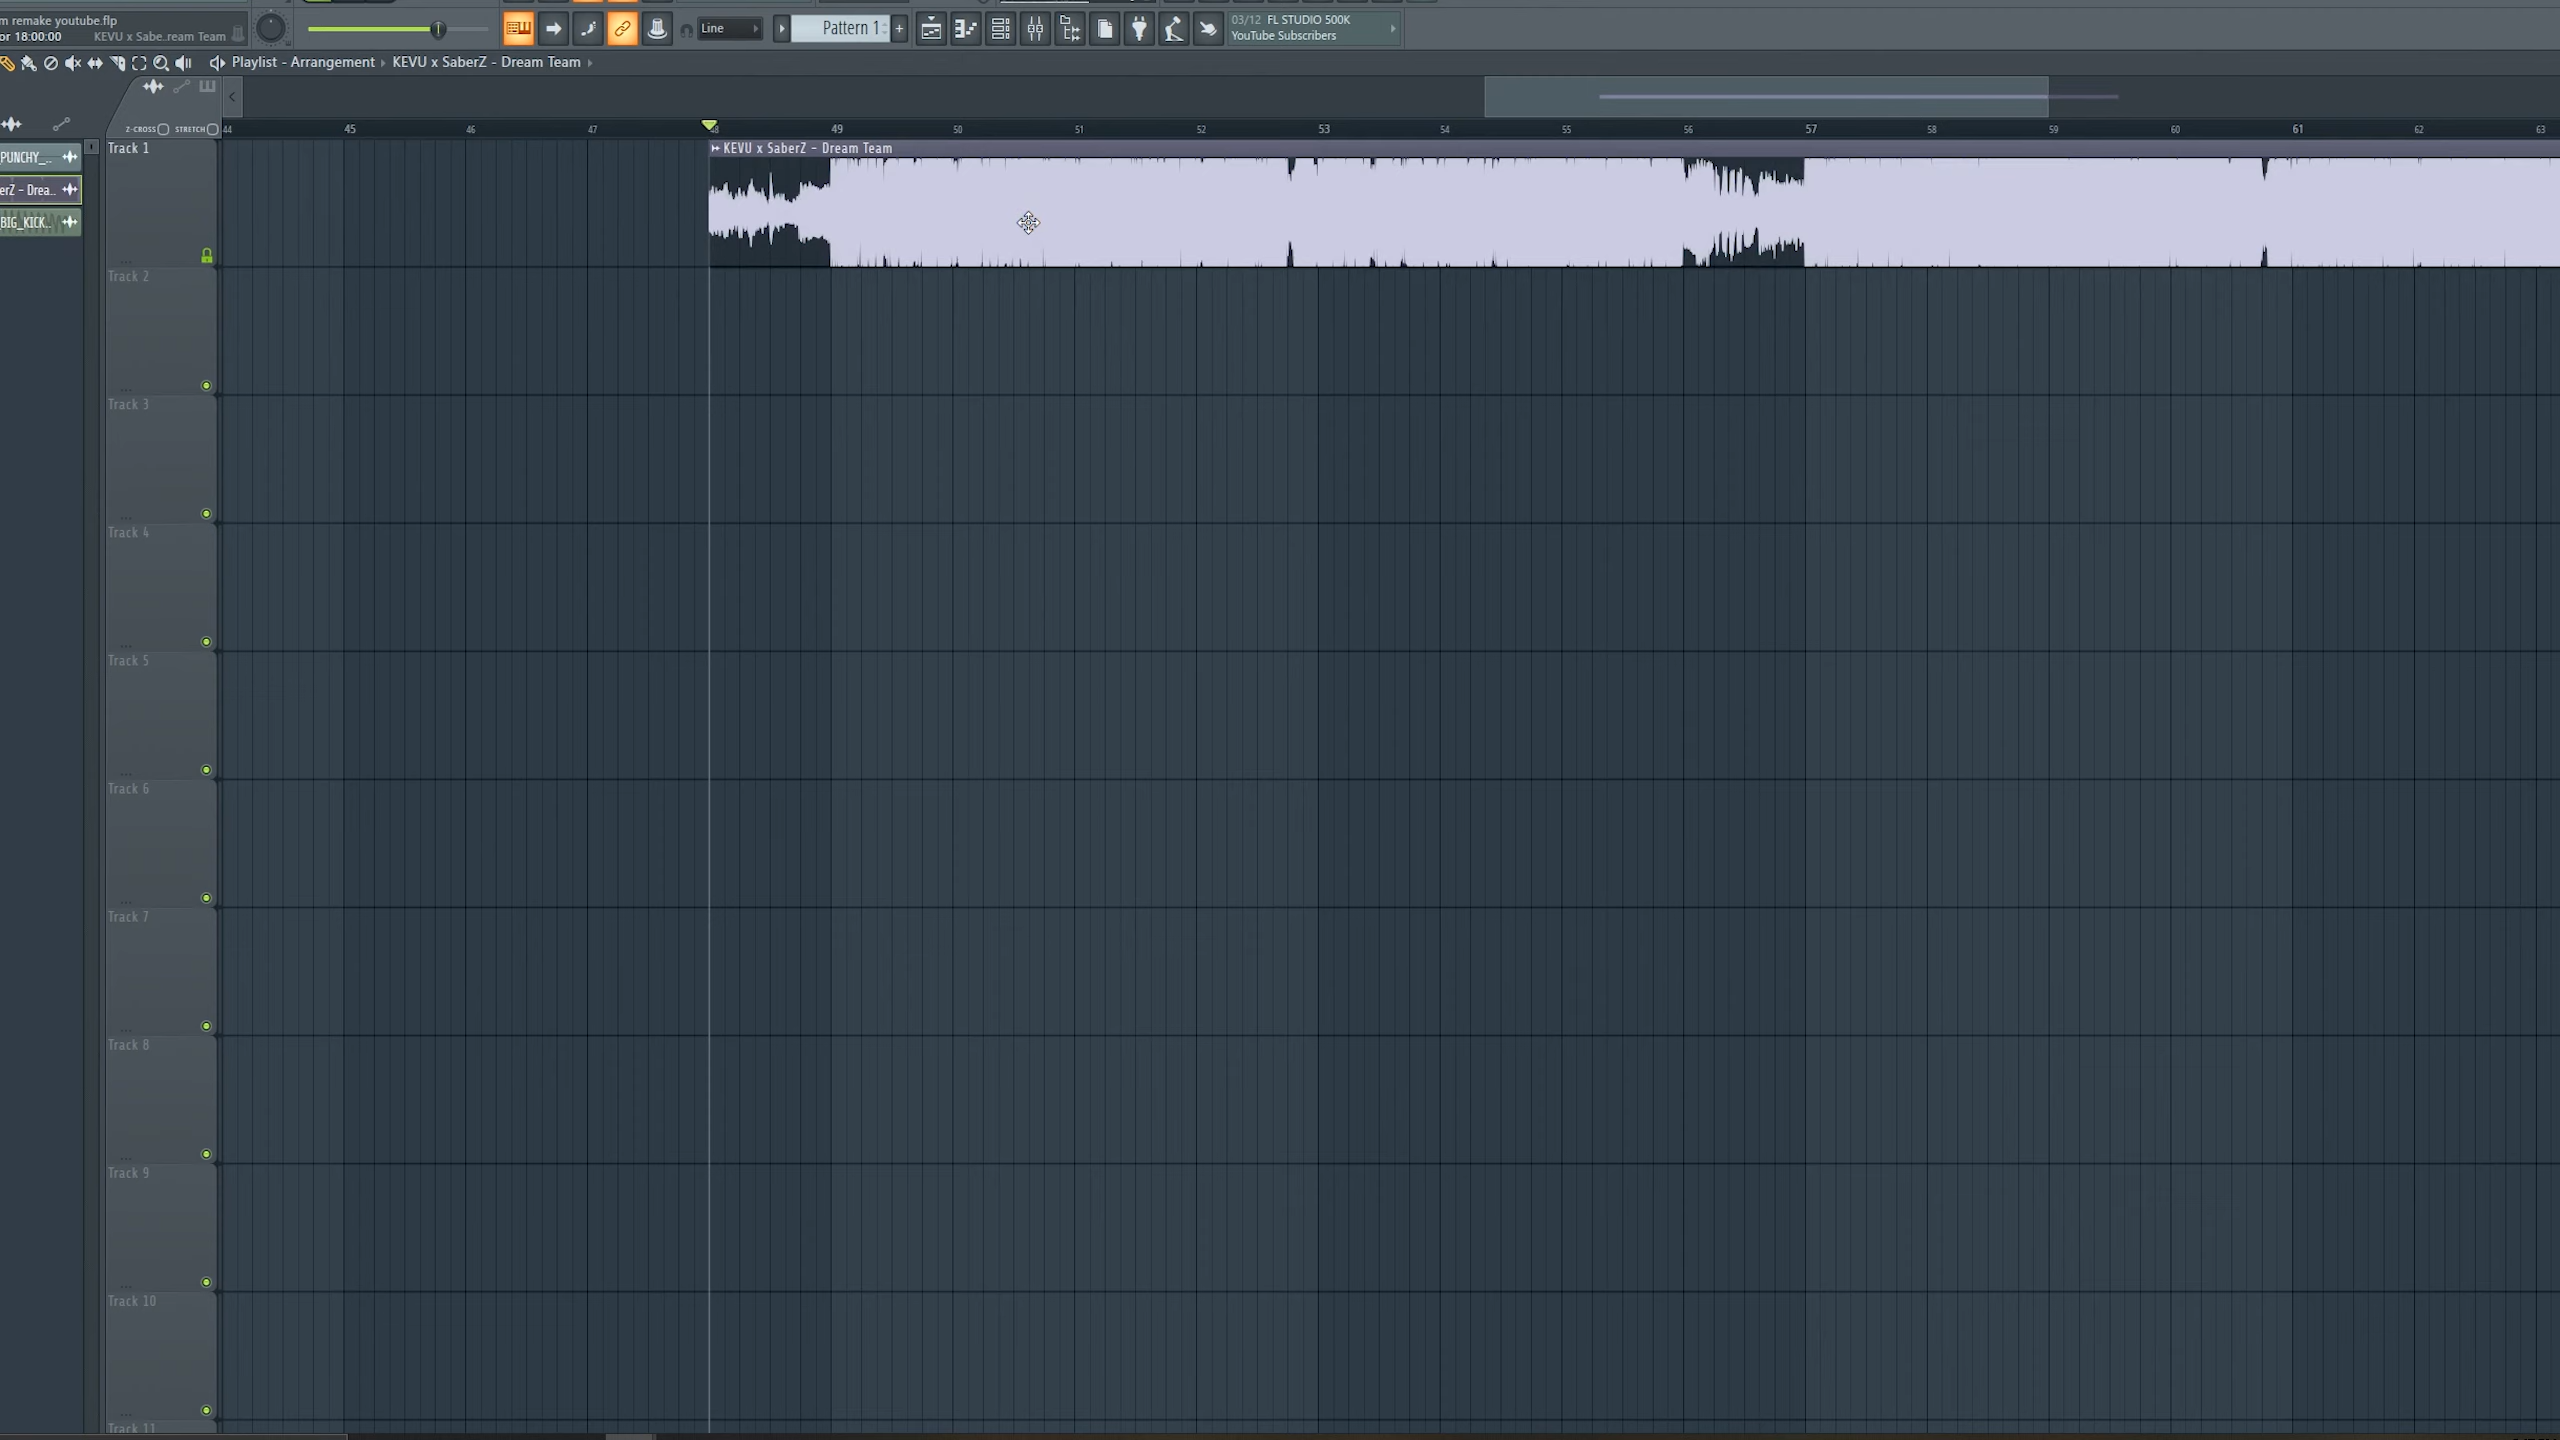 m remake youtube.flp
or 18:00:00 KEVU x Sabe..ream Team
Line
Pattern 1
03/12 FL STUDIO 500K
YouTube Subscribers
Playlist - Arrangement KEVU x SaberZ - Dream Team
Z-CROSS STRETCH
44 45 46 47 48 49 50 51 52 53 54 55 56 57 58 59 60 61 62 63
PUNCHY_..
erZ - Drea..
BIG_KICK..
Track 1
KEVU x SaberZ - Dream Team
Track 2
Track 3
Track 4
Track 5
Track 6
Track 7
Track 8
Track 9
Track 10
Track 11